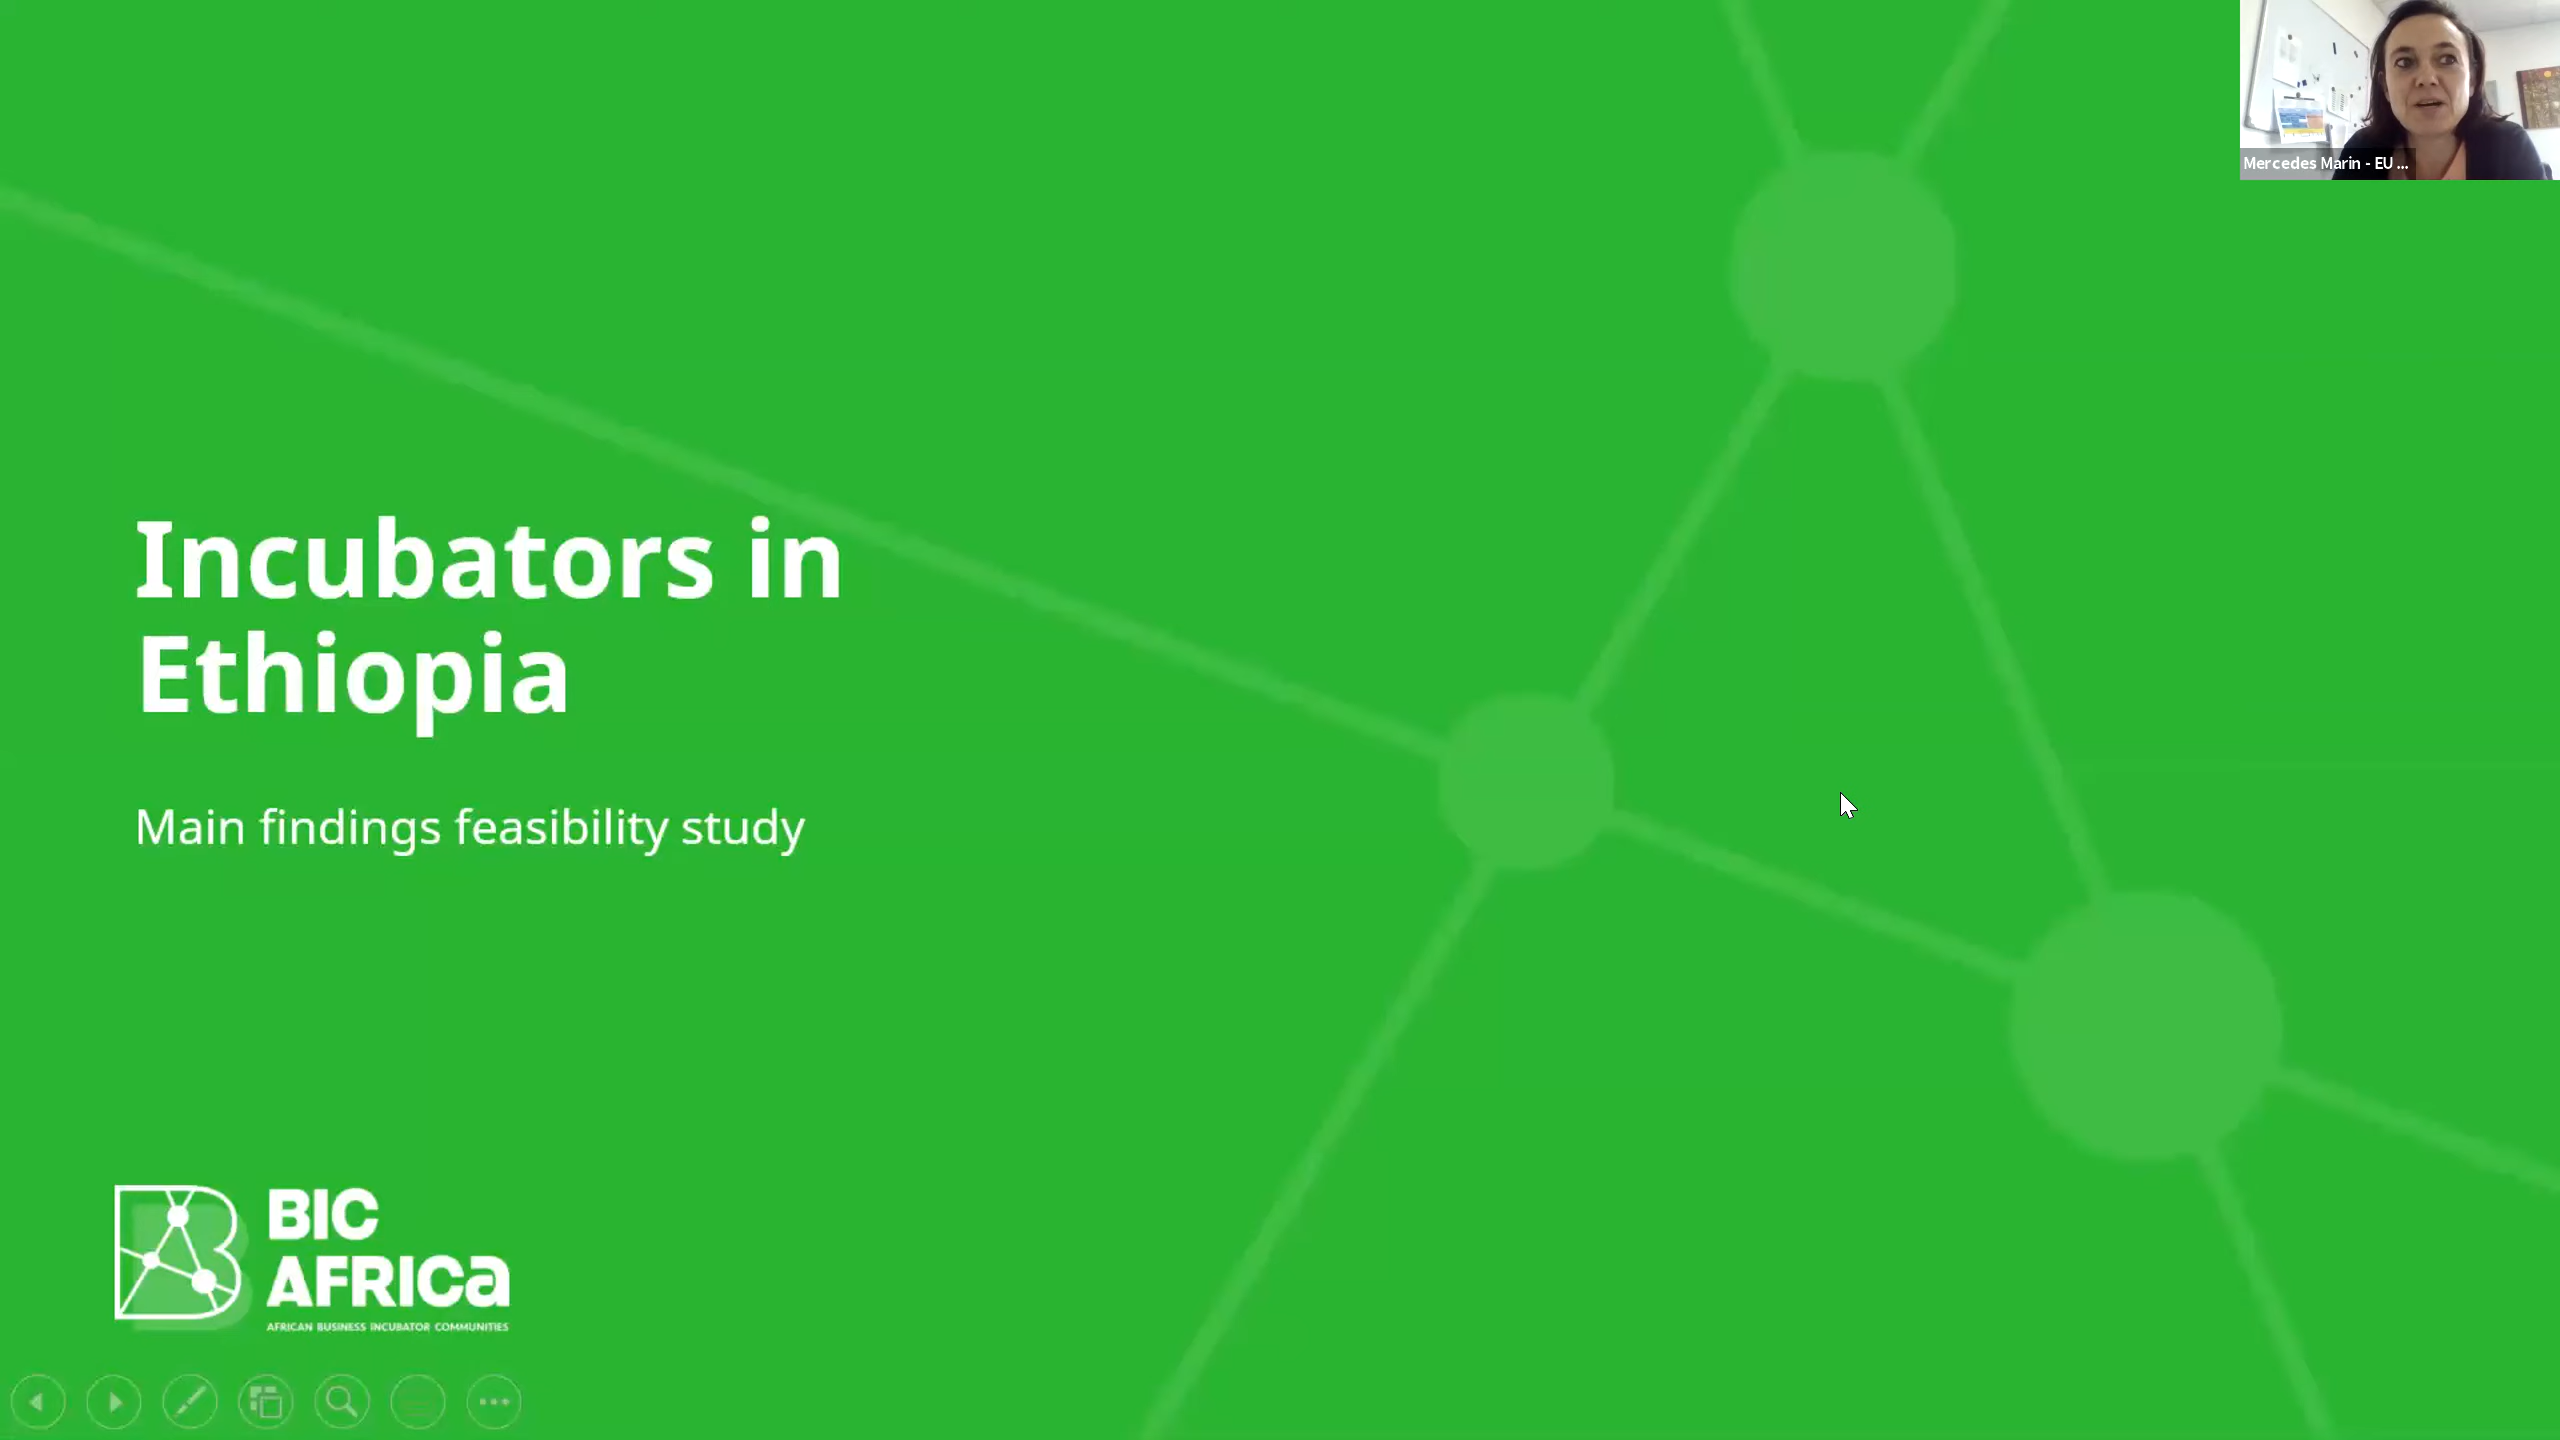 Mercedes Marin - EU ...
Incubators in
Ethiopia
Main findings feasibility study
BIC
AFRICa
AFRICAN BUSINESS INCUBATOR COMMUNITIES